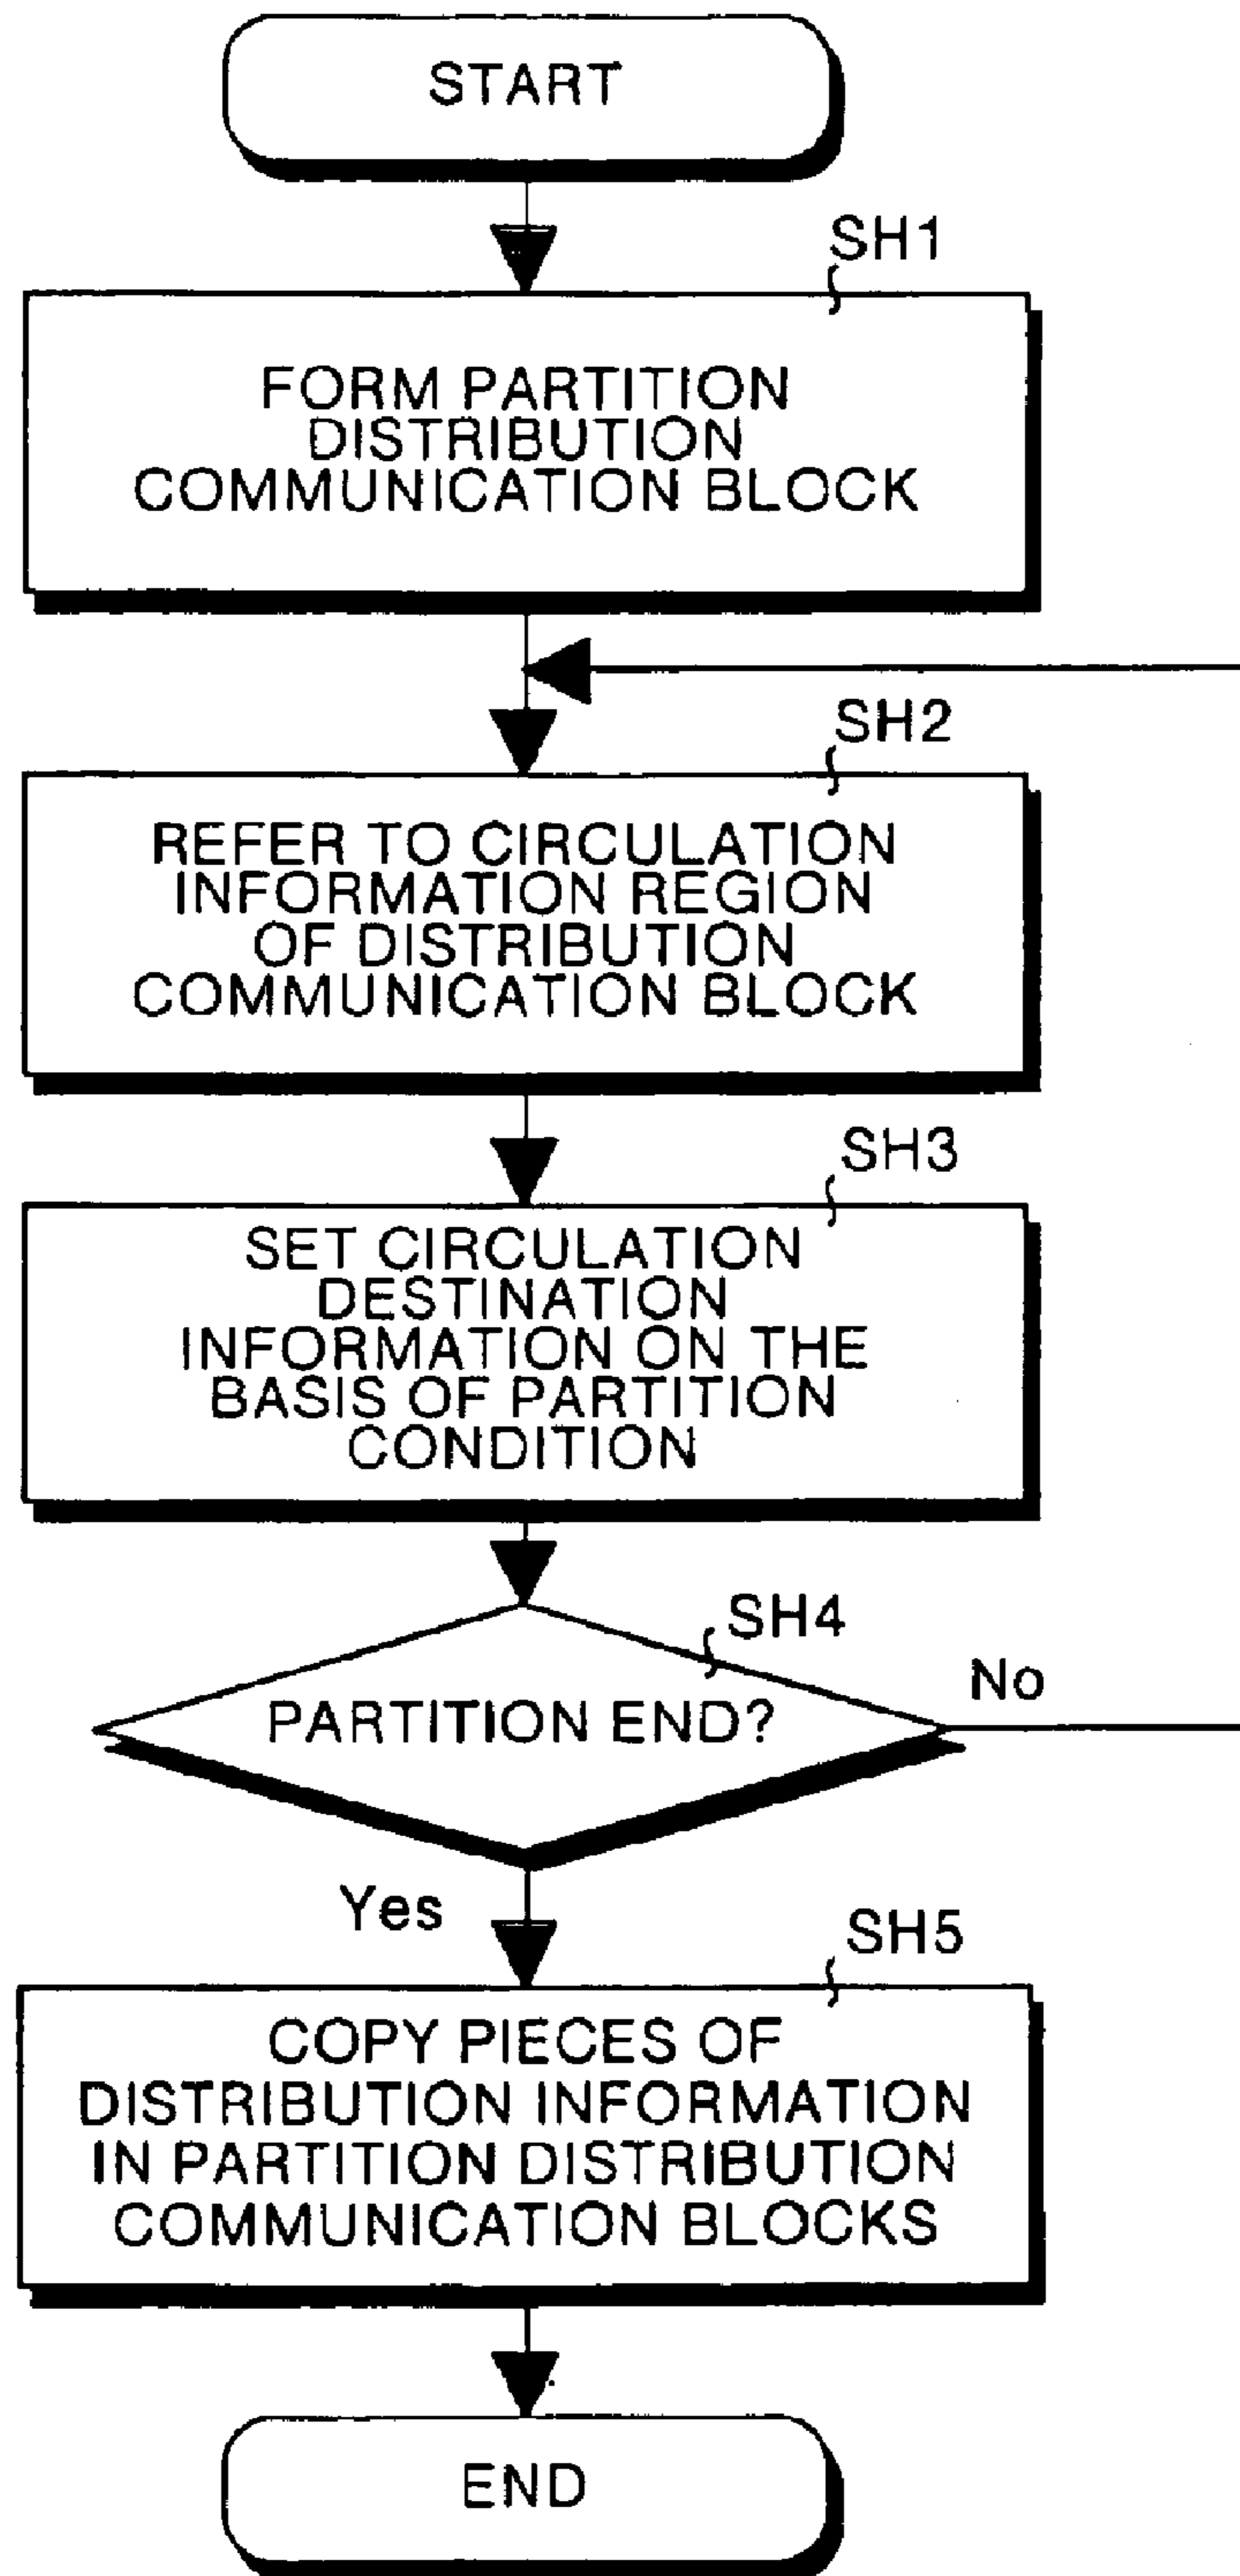 START
SH1
FORM PARTITION
DISTRIBUTION
COMMUNICATION BLOCK
SH2
REFER TO CIRCULATION
INFORMATION REGION
OF DISTRIBUTION
COMMUNICATION BLOCK
SH3
SET CIRCULATION
DESTINATION
INFORMATION ON THE
BASIS OF PARTITION
CONDITION
SH4
PARTITION END?
No
Yes
SH5
COPY PIECES OF
DISTRIBUTION INFORMATION
IN PARTITION DISTRIBUTION
COMMUNICATION BLOCKS
END